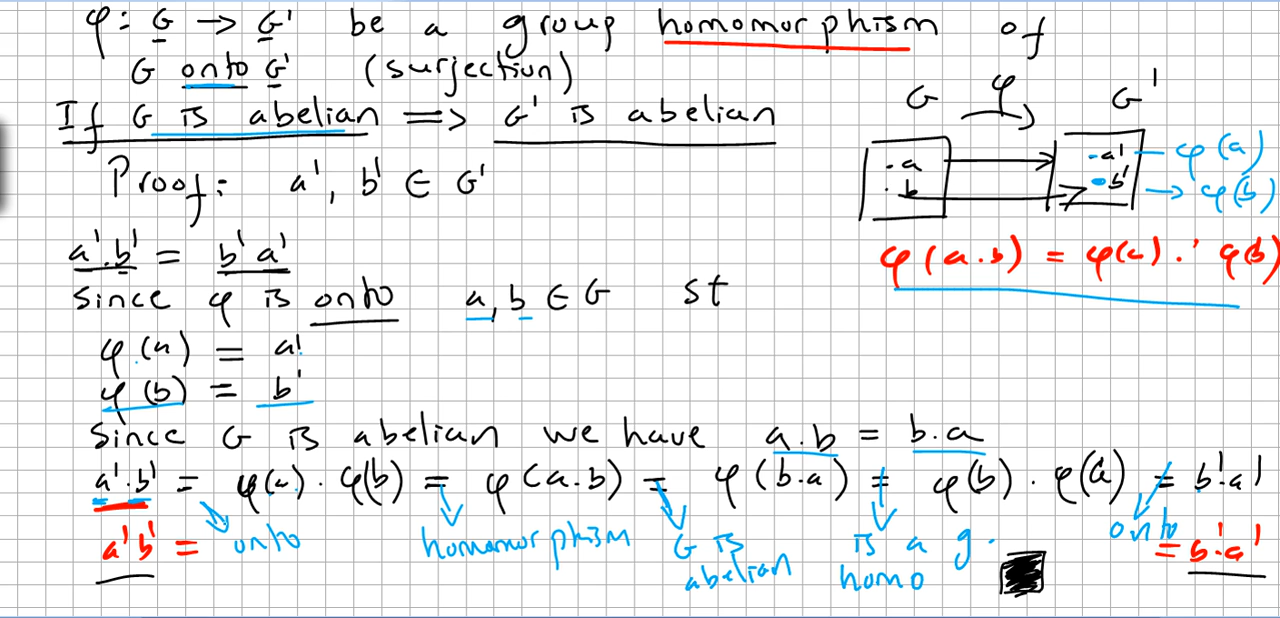 φ: G → G' be a group homomorphism of
G onto G' (surjection)
If G is abelian => G' is abelian
Proof: a', b' ∈ G'
a'.b' = b' a'
Since φ is onto a, b ∈ G st
φ(a) = a'
φ(b) = b'
Since G is abelian we have a.b = b.a
a'.b' = φ(a) . φ(b) = φ(a.b) = φ(b.a) = φ(b) . φ(a) = b'.a'
onto homomorphism G is abelian is a g. homo onto
a'b' = = b'.a'
G φ G'
.a .a' φ(a)
.b b' → φ(b)
φ(a.b) = φ(a) .' φ(b)